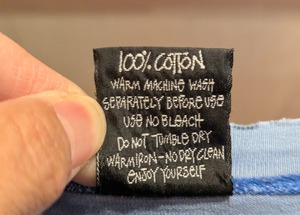 100% COTTON
WARM MACHINE WASH
SEPARATELY BEFORE USE
USE NO BLEACH
DO NOT TUMBLE DRY
WARM IRON-NO DRY CLEAN
ENJOY YOURSELF